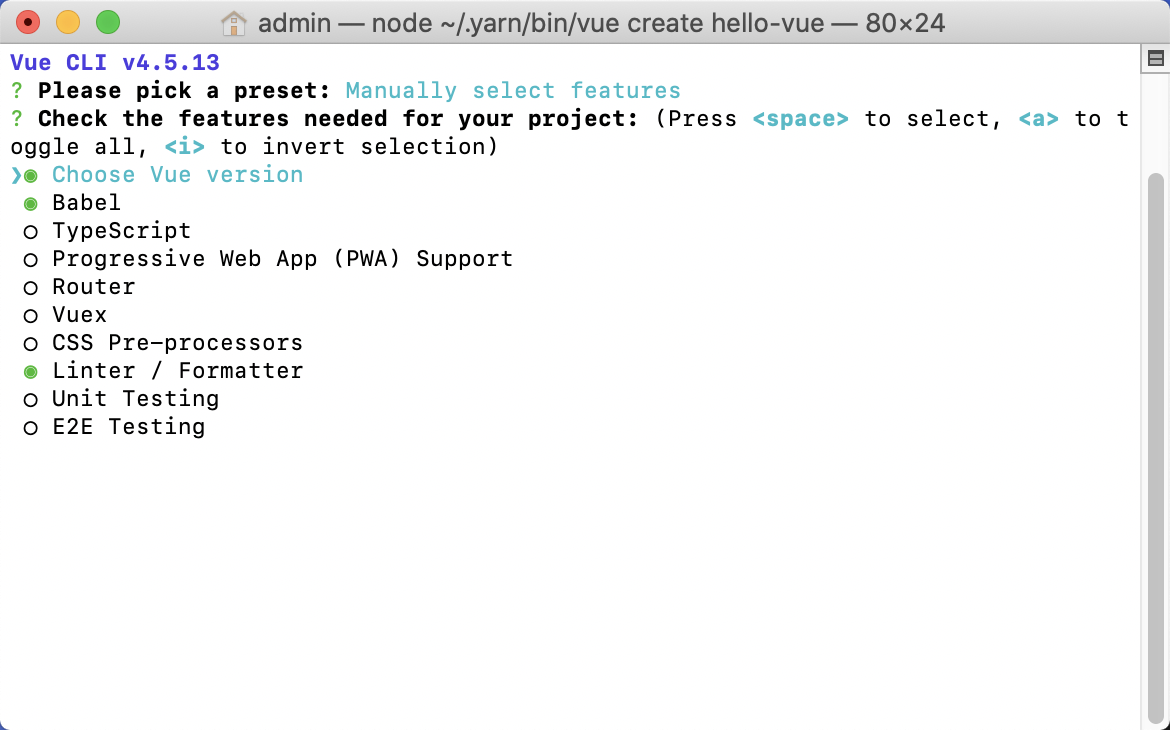 admin — node ~/.yarn/bin/vue create hello-vue — 80×24
Vue CLI v4.5.13
? Please pick a preset: Manually select features
? Check the features needed for your project: (Press <space> to select, <a> to t
oggle all, <i> to invert selection)
❯◉ Choose Vue version
◉ Babel
◯ TypeScript
◯ Progressive Web App (PWA) Support
◯ Router
◯ Vuex
◯ CSS Pre-processors
◉ Linter / Formatter
◯ Unit Testing
◯ E2E Testing